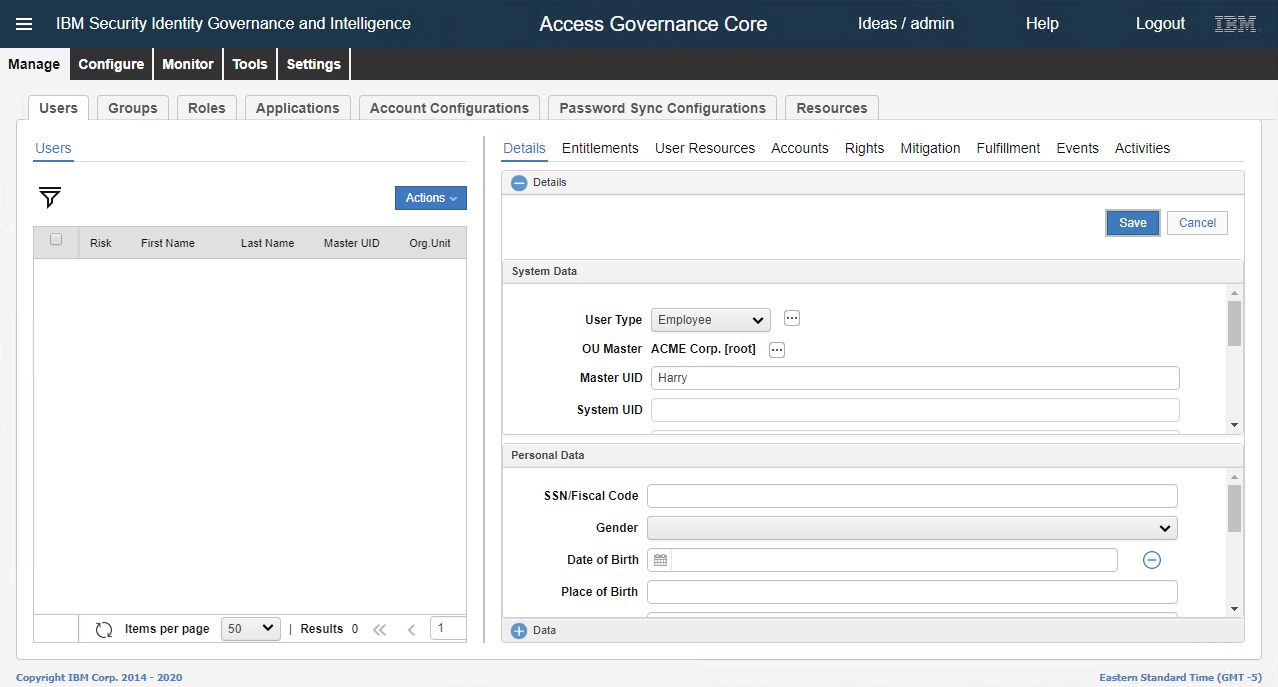 IBM Security Identity Governance and Intelligence Access Governance Core Ideas / admin Help Logout IBM
Manage Configure Monitor Tools Settings
Users Groups Roles Applications Account Configurations Password Sync Configurations Resources
Users
Actions
Risk First Name Last Name Master UID Org.Unit
Items per page 50 | Results 0 1
Details Entitlements User Resources Accounts Rights Mitigation Fulfillment Events Activities
Details
Save Cancel
System Data
User Type Employee
OU Master ACME Corp. [root]
Master UID Harry
System UID
Personal Data
SSN/Fiscal Code
Gender
Date of Birth
Place of Birth
Data
Copyright IBM Corp. 2014 - 2020 Eastern Standard Time (GMT -5)